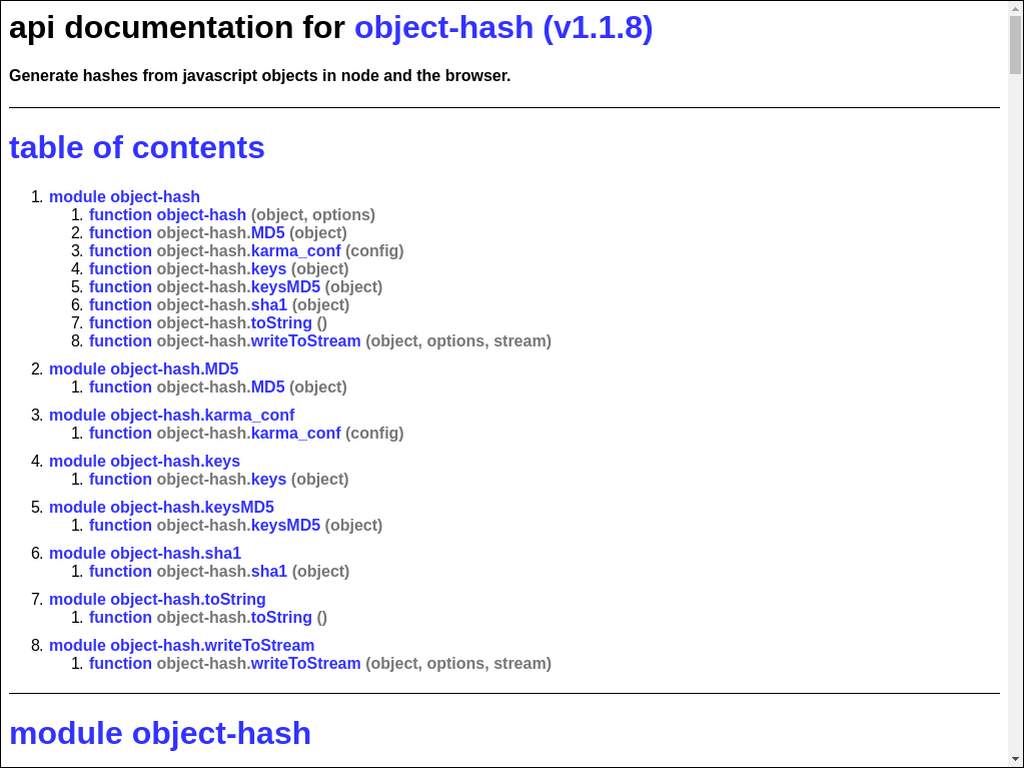 api documentation for object-hash (v1.1.8)
Generate hashes from javascript objects in node and the browser.
table of contents
1. module object-hash
1. function object-hash (object, options)
2. function object-hash.MD5 (object)
3. function object-hash.karma_conf (config)
4. function object-hash.keys (object)
5. function object-hash.keysMD5 (object)
6. function object-hash.sha1 (object)
7. function object-hash.toString ()
8. function object-hash.writeToStream (object, options, stream)
2. module object-hash.MD5
1. function object-hash.MD5 (object)
3. module object-hash.karma_conf
1. function object-hash.karma_conf (config)
4. module object-hash.keys
1. function object-hash.keys (object)
5. module object-hash.keysMD5
1. function object-hash.keysMD5 (object)
6. module object-hash.sha1
1. function object-hash.sha1 (object)
7. module object-hash.toString
1. function object-hash.toString ()
8. module object-hash.writeToStream
1. function object-hash.writeToStream (object, options, stream)
module object-hash